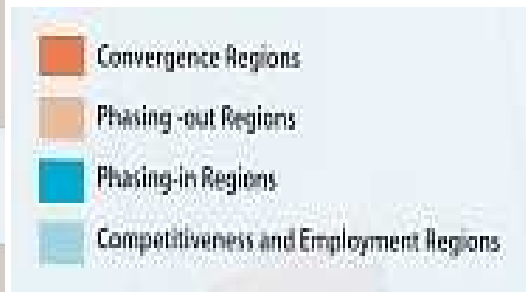 Convergence Regions
Phasing -out Regions
Phasing-in Regions
Competitiveness and Employment Regions